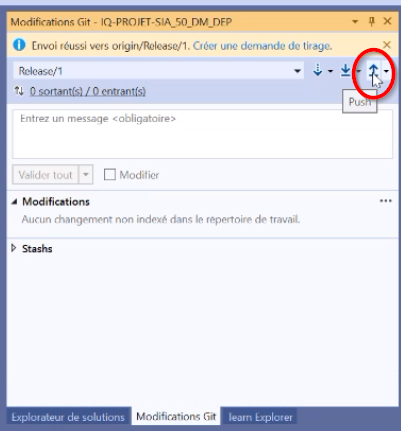 Modifications Git - IQ-PROJET-SIA_50_DM_DEP
Envoi réussi vers origin/Release/1. Créer une demande de tirage.
Release/1
0 sortant(s) / 0 entrant(s)
Push
Entrez un message <obligatoire>
Valider tout
Modifier
Modifications
Aucun changement non indexé dans le répertoire de travail.
Stashs
Explorateur de solutions Modifications Git Team Explorer